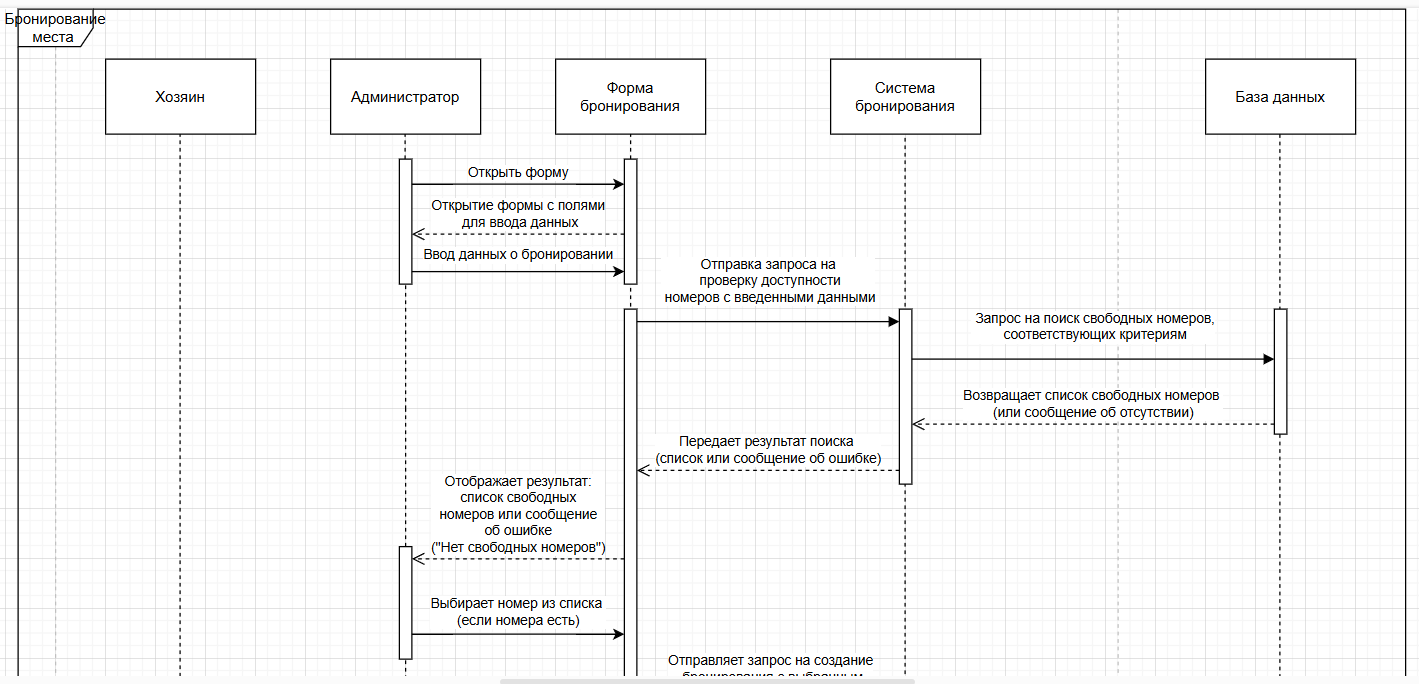 Бронирование
места
Хозяин
Администратор
Форма
бронирования
Система
бронирования
База данных
Открыть форму
Открытие формы с полями
для ввода данных
Ввод данных о бронировании
Отправка запроса на
проверку доступности
номеров с введенными данными
Запрос на поиск свободных номеров,
соответствующих критериям
Возвращает список свободных номеров
(или сообщение об отсутствии)
Передает результат поиска
(список или сообщение об ошибке)
Отображает результат:
список свободных
номеров или сообщение
об ошибке
("Нет свободных номеров")
Выбирает номер из списка
(если номера есть)
Отправляет запрос на создание
бронирования с выбранным